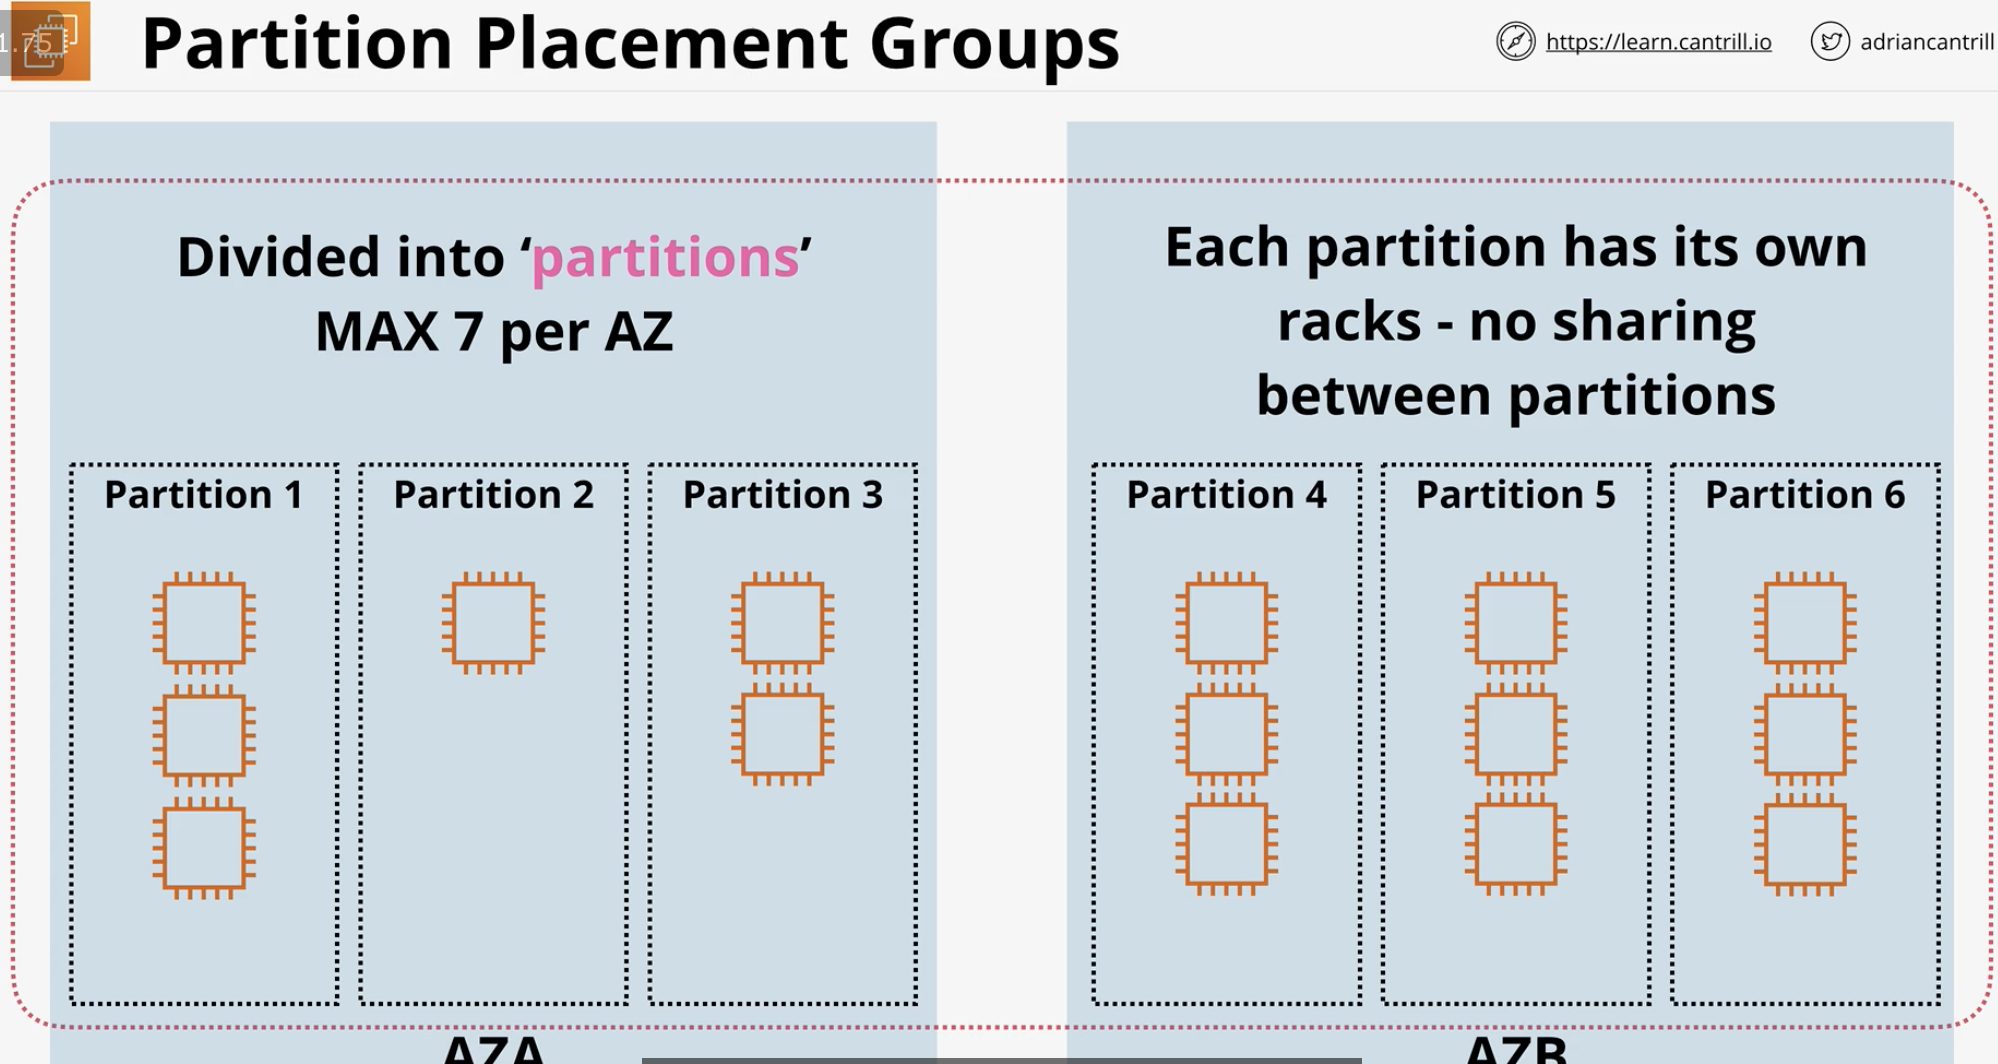 1.75
Partition Placement Groups
https://learn.cantrill.io
adriancantrill
Divided into ‘partitions’
MAX 7 per AZ
Each partition has its own
racks - no sharing
between partitions
Partition 1
Partition 2
Partition 3
Partition 4
Partition 5
Partition 6
AZA
AZB